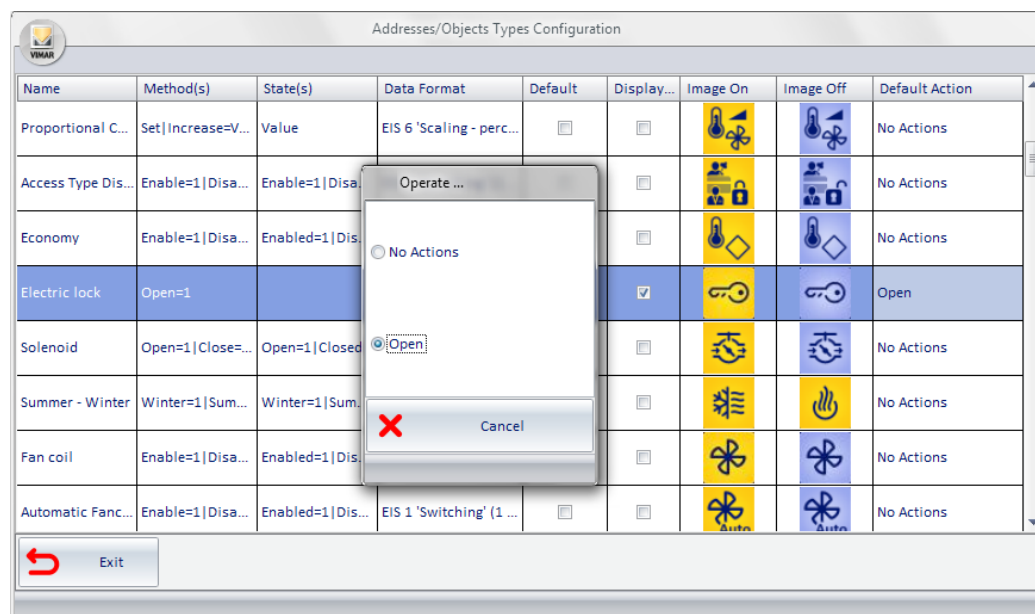 Addresses/Objects Types Configuration
VIMAR
Name Method(s) State(s) Data Format Default Display... Image On Image Off Default Action
Proportional C... Set|Increase=V... Value EIS 6 'Scaling - perc... No Actions
Access Type Dis... Enable=1|Disa... Enable=1|Disa. No Actions
Operate ...
Economy Enable=1|Disa... Enabled=1|Dis. No Actions
No Actions
Electric lock Open=1 Open
Solenoid Open=1|Close=... Open=1|Closed No Actions
Open
Summer - Winter Winter=1|Sum... Winter=1|Sum. No Actions
Cancel
Fan coil Enable=1|Disa... Enabled=1|Dis. No Actions
Automatic Fanc... Enable=1|Disa... Enabled=1|Dis... EIS 1 'Switching' (1 ... Auto Auto No Actions
Exit